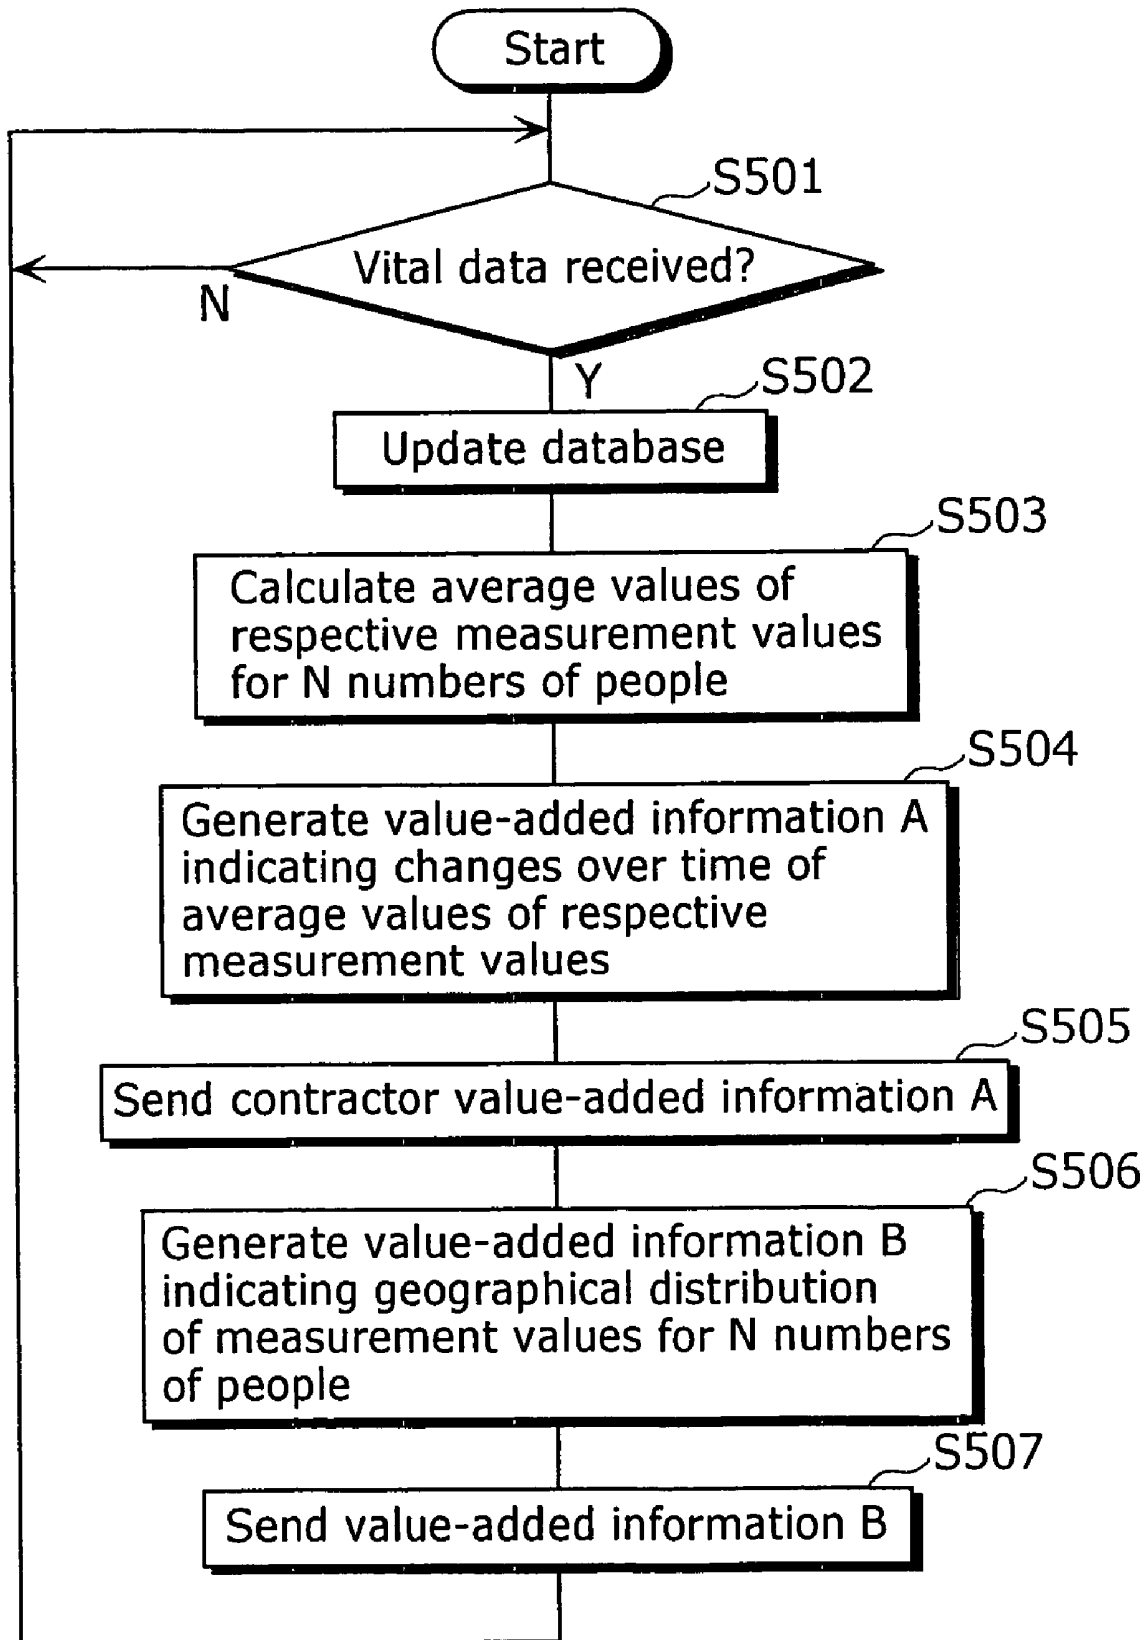 Start
S501
Vital data received?
N
Y
S502
Update database
S503
Calculate average values of
respective measurement values
for N numbers of people
S504
Generate value-added information A
indicating changes over time of
average values of respective
measurement values
S505
Send contractor value-added information A
S506
Generate value-added information B
indicating geographical distribution
of measurement values for N numbers
of people
S507
Send value-added information B